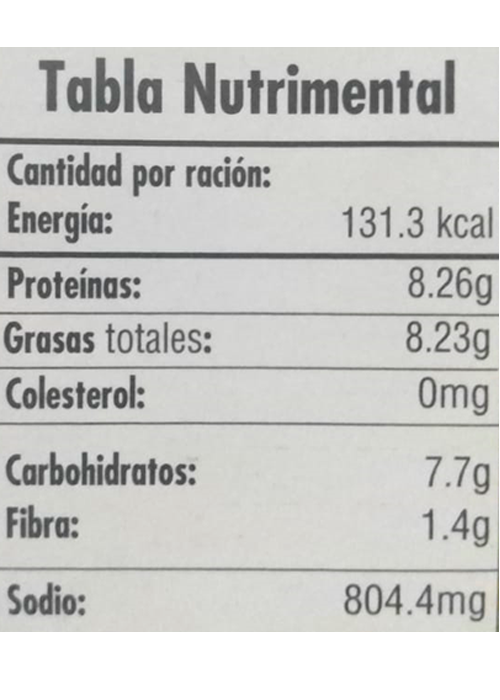 Tabla Nutrimental
Cantidad por ración:
Energía: 131.3 kcal
Proteínas: 8.26g
Grasas totales: 8.23g
Colesterol: 0mg
Carbohidratos: 7.7g
Fibra: 1.4g
Sodio: 804.4mg